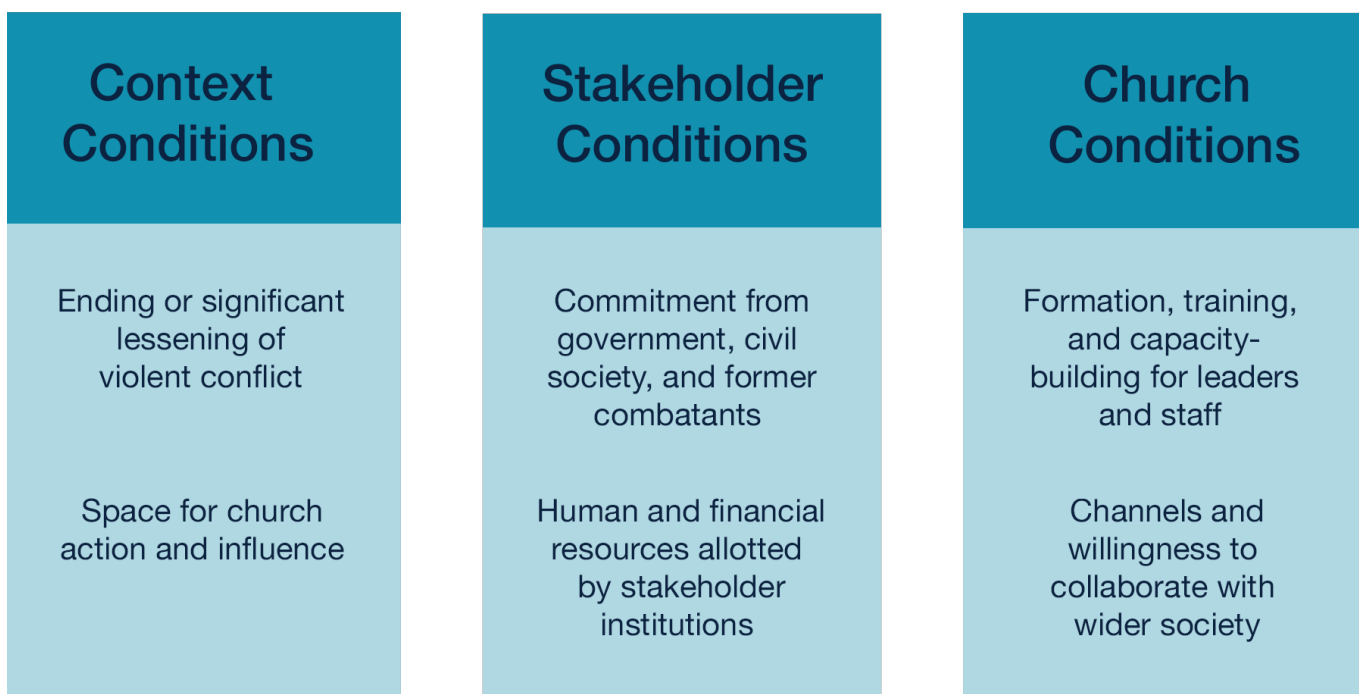 Context
Conditions
Ending or significant
lessening of
violent conflict
Space for church
action and influence
Stakeholder
Conditions
Commitment from
government, civil
society, and former
combatants
Human and financial
resources allotted
by stakeholder
institutions
Church
Conditions
Formation, training,
and capacity-
building for leaders
and staff
Channels and
willingness to
collaborate with
wider society